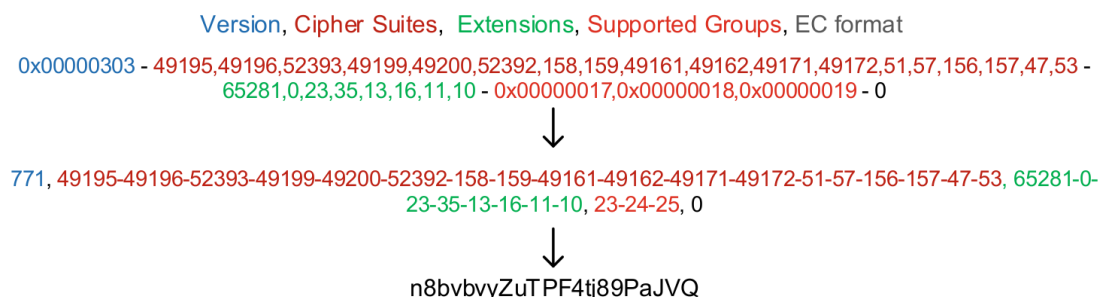 Version, Cipher Suites, Extensions, Supported Groups, EC format
0x00000303 - 49195,49196,52393,49199,49200,52392,158,159,49161,49162,49171,49172,51,57,156,157,47,53 -
65281,0,23,35,13,16,11,10 - 0x00000017,0x00000018,0x00000019 - 0
771, 49195-49196-52393-49199-49200-52392-158-159-49161-49162-49171-49172-51-57-156-157-47-53, 65281-0-
23-35-13-16-11-10, 23-24-25, 0
n8bvbvyZuTPF4tj89PaJVQ